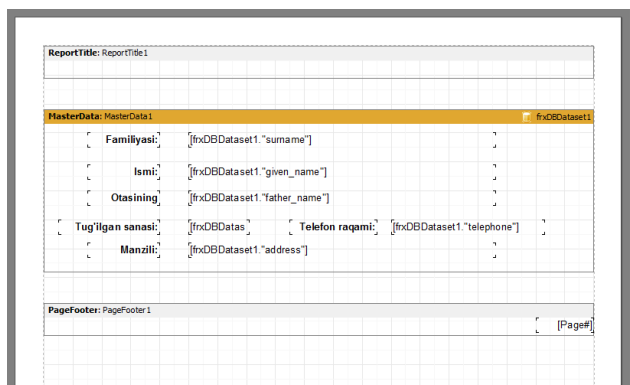 ReportTitle: ReportTitle1
MasterData: MasterData1 frxDBDataset1
Familiyasi: [frxDBDataset1."surname"]
Ismi: [frxDBDataset1."given_name"]
Otasining [frxDBDataset1."father_name"]
Tug'ilgan sanasi: [frxDBDatas Telefon raqami: [frxDBDataset1."telephone"]
Manzili: [frxDBDataset1."address"]
PageFooter: PageFooter1
[Page#]